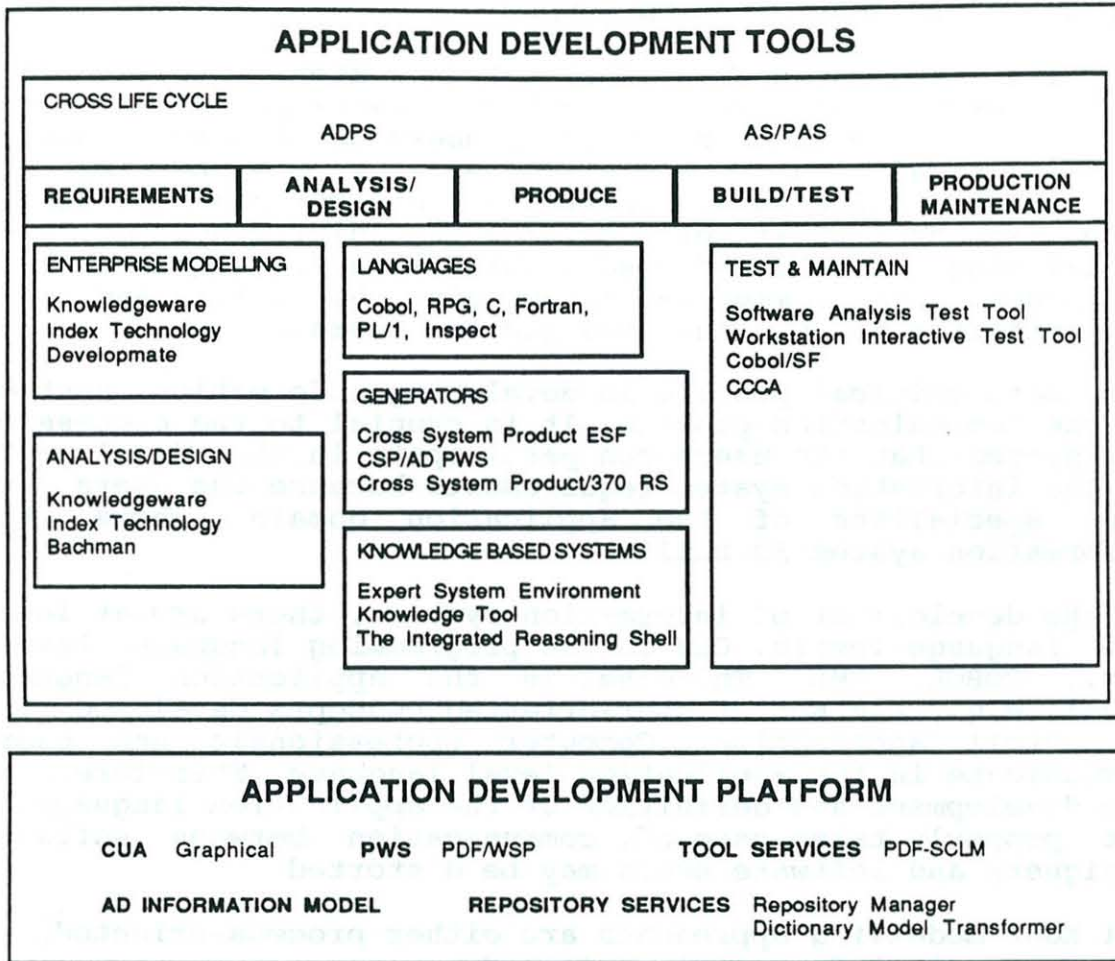 APPLICATION DEVELOPMENT TOOLS
CROSS LIFE CYCLE
ADPS AS/PAS
REQUIREMENTS
ANALYSIS/
DESIGN
PRODUCE
BUILD/TEST
PRODUCTION
MAINTENANCE
ENTERPRISE MODELLING
Knowledgeware
Index Technology
Developmate
ANALYSIS/DESIGN
Knowledgeware
Index Technology
Bachman
LANGUAGES
Cobol, RPG, C, Fortran,
PL/1, Inspect
GENERATORS
Cross System Product ESF
CSP/AD PWS
Cross System Product/370 RS
KNOWLEDGE BASED SYSTEMS
Expert System Environment
Knowledge Tool
The Integrated Reasoning Shell
TEST & MAINTAIN
Software Analysis Test Tool
Workstation Interactive Test Tool
Cobol/SF
CCCA
APPLICATION DEVELOPMENT PLATFORM
CUA Graphical PWS PDF/WSP TOOL SERVICES PDF-SCLM
AD INFORMATION MODEL REPOSITORY SERVICES Repository Manager
Dictionary Model Transformer